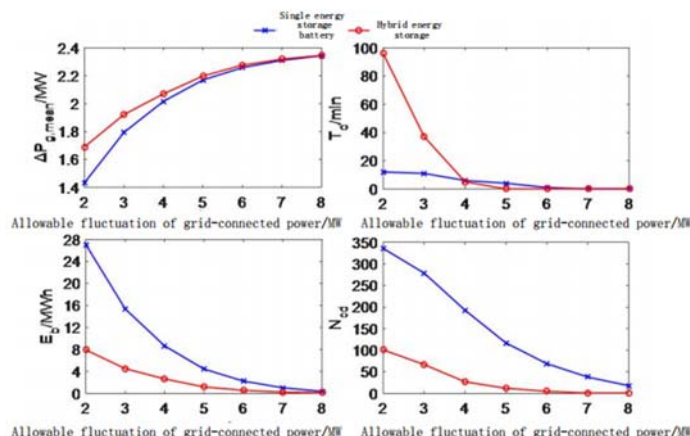 Single energy storage battery
Hybrid energy storage
ΔP_g,mean/MW
2.4
2.2
2.0
1.8
1.6
1.4
2 3 4 5 6 7 8
Allowable fluctuation of grid-connected power/MW
T_d/min
100
80
60
40
20
0
2 3 4 5 6 7 8
Allowable fluctuation of grid-connected power/MW
E_b/MWh
28
24
20
16
12
8
4
0
2 3 4 5 6 7 8
Allowable fluctuation of grid-connected power/MW
N_cd
350
300
250
200
150
100
50
0
2 3 4 5 6 7 8
Allowable fluctuation of grid-connected power/MW